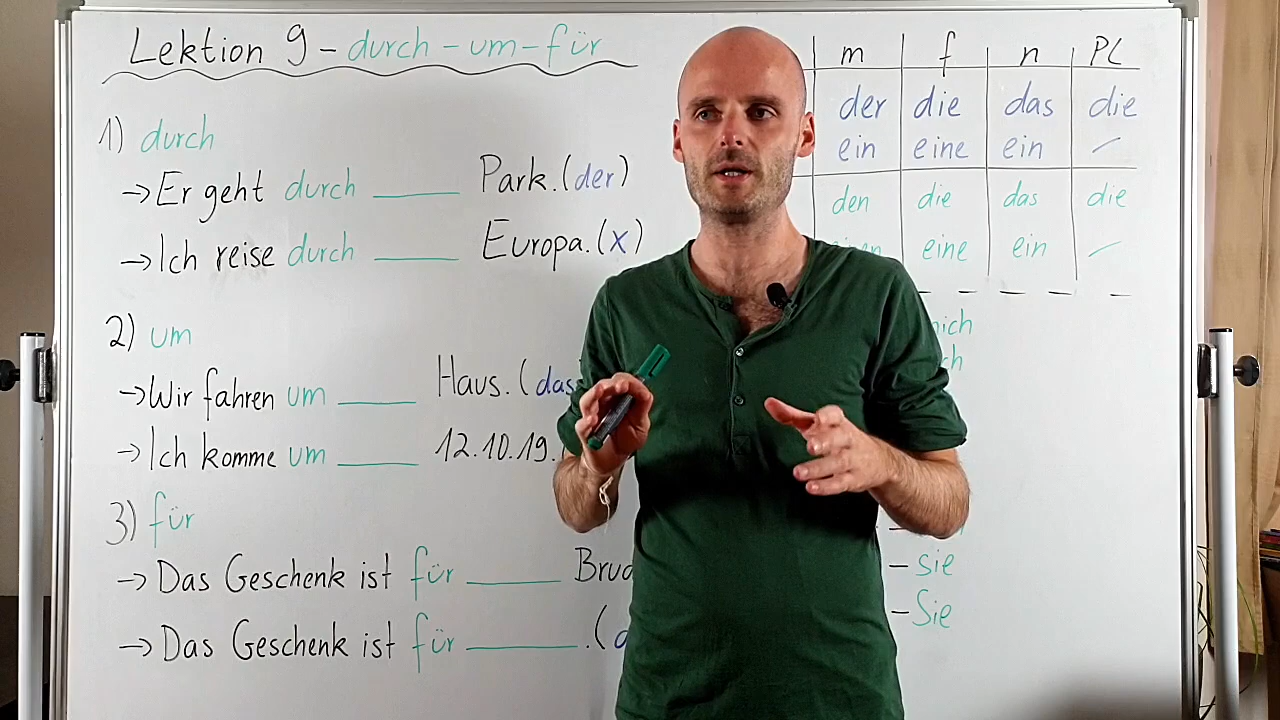 Lektion 9 - durch - um - für
1) durch
→ Er geht durch ______ Park. (der)
→ Ich reise durch ______ Europa. (x)
2) um
→ Wir fahren um ______ Haus. (das
→ Ich komme um ______ 12.10.19.
3) für
→ Das Geschenk ist für ______
→ Das Geschenk ist für ______. (
m f n PL
der die das die
ein eine ein -
den die das die
eine ein -
- sie
- Sie